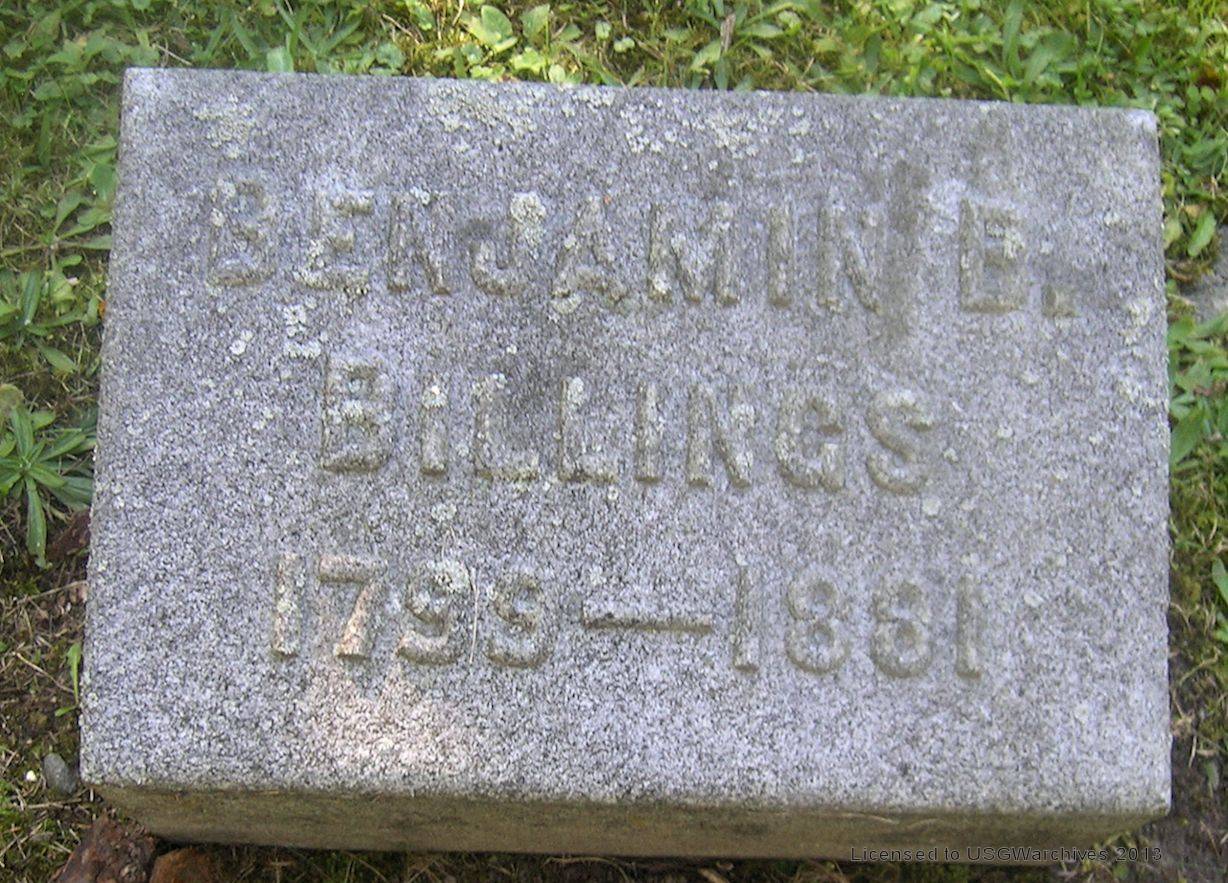 BENJAMIN B.
BILLINGS
1799—1881
Licensed to USGWarchives 2013